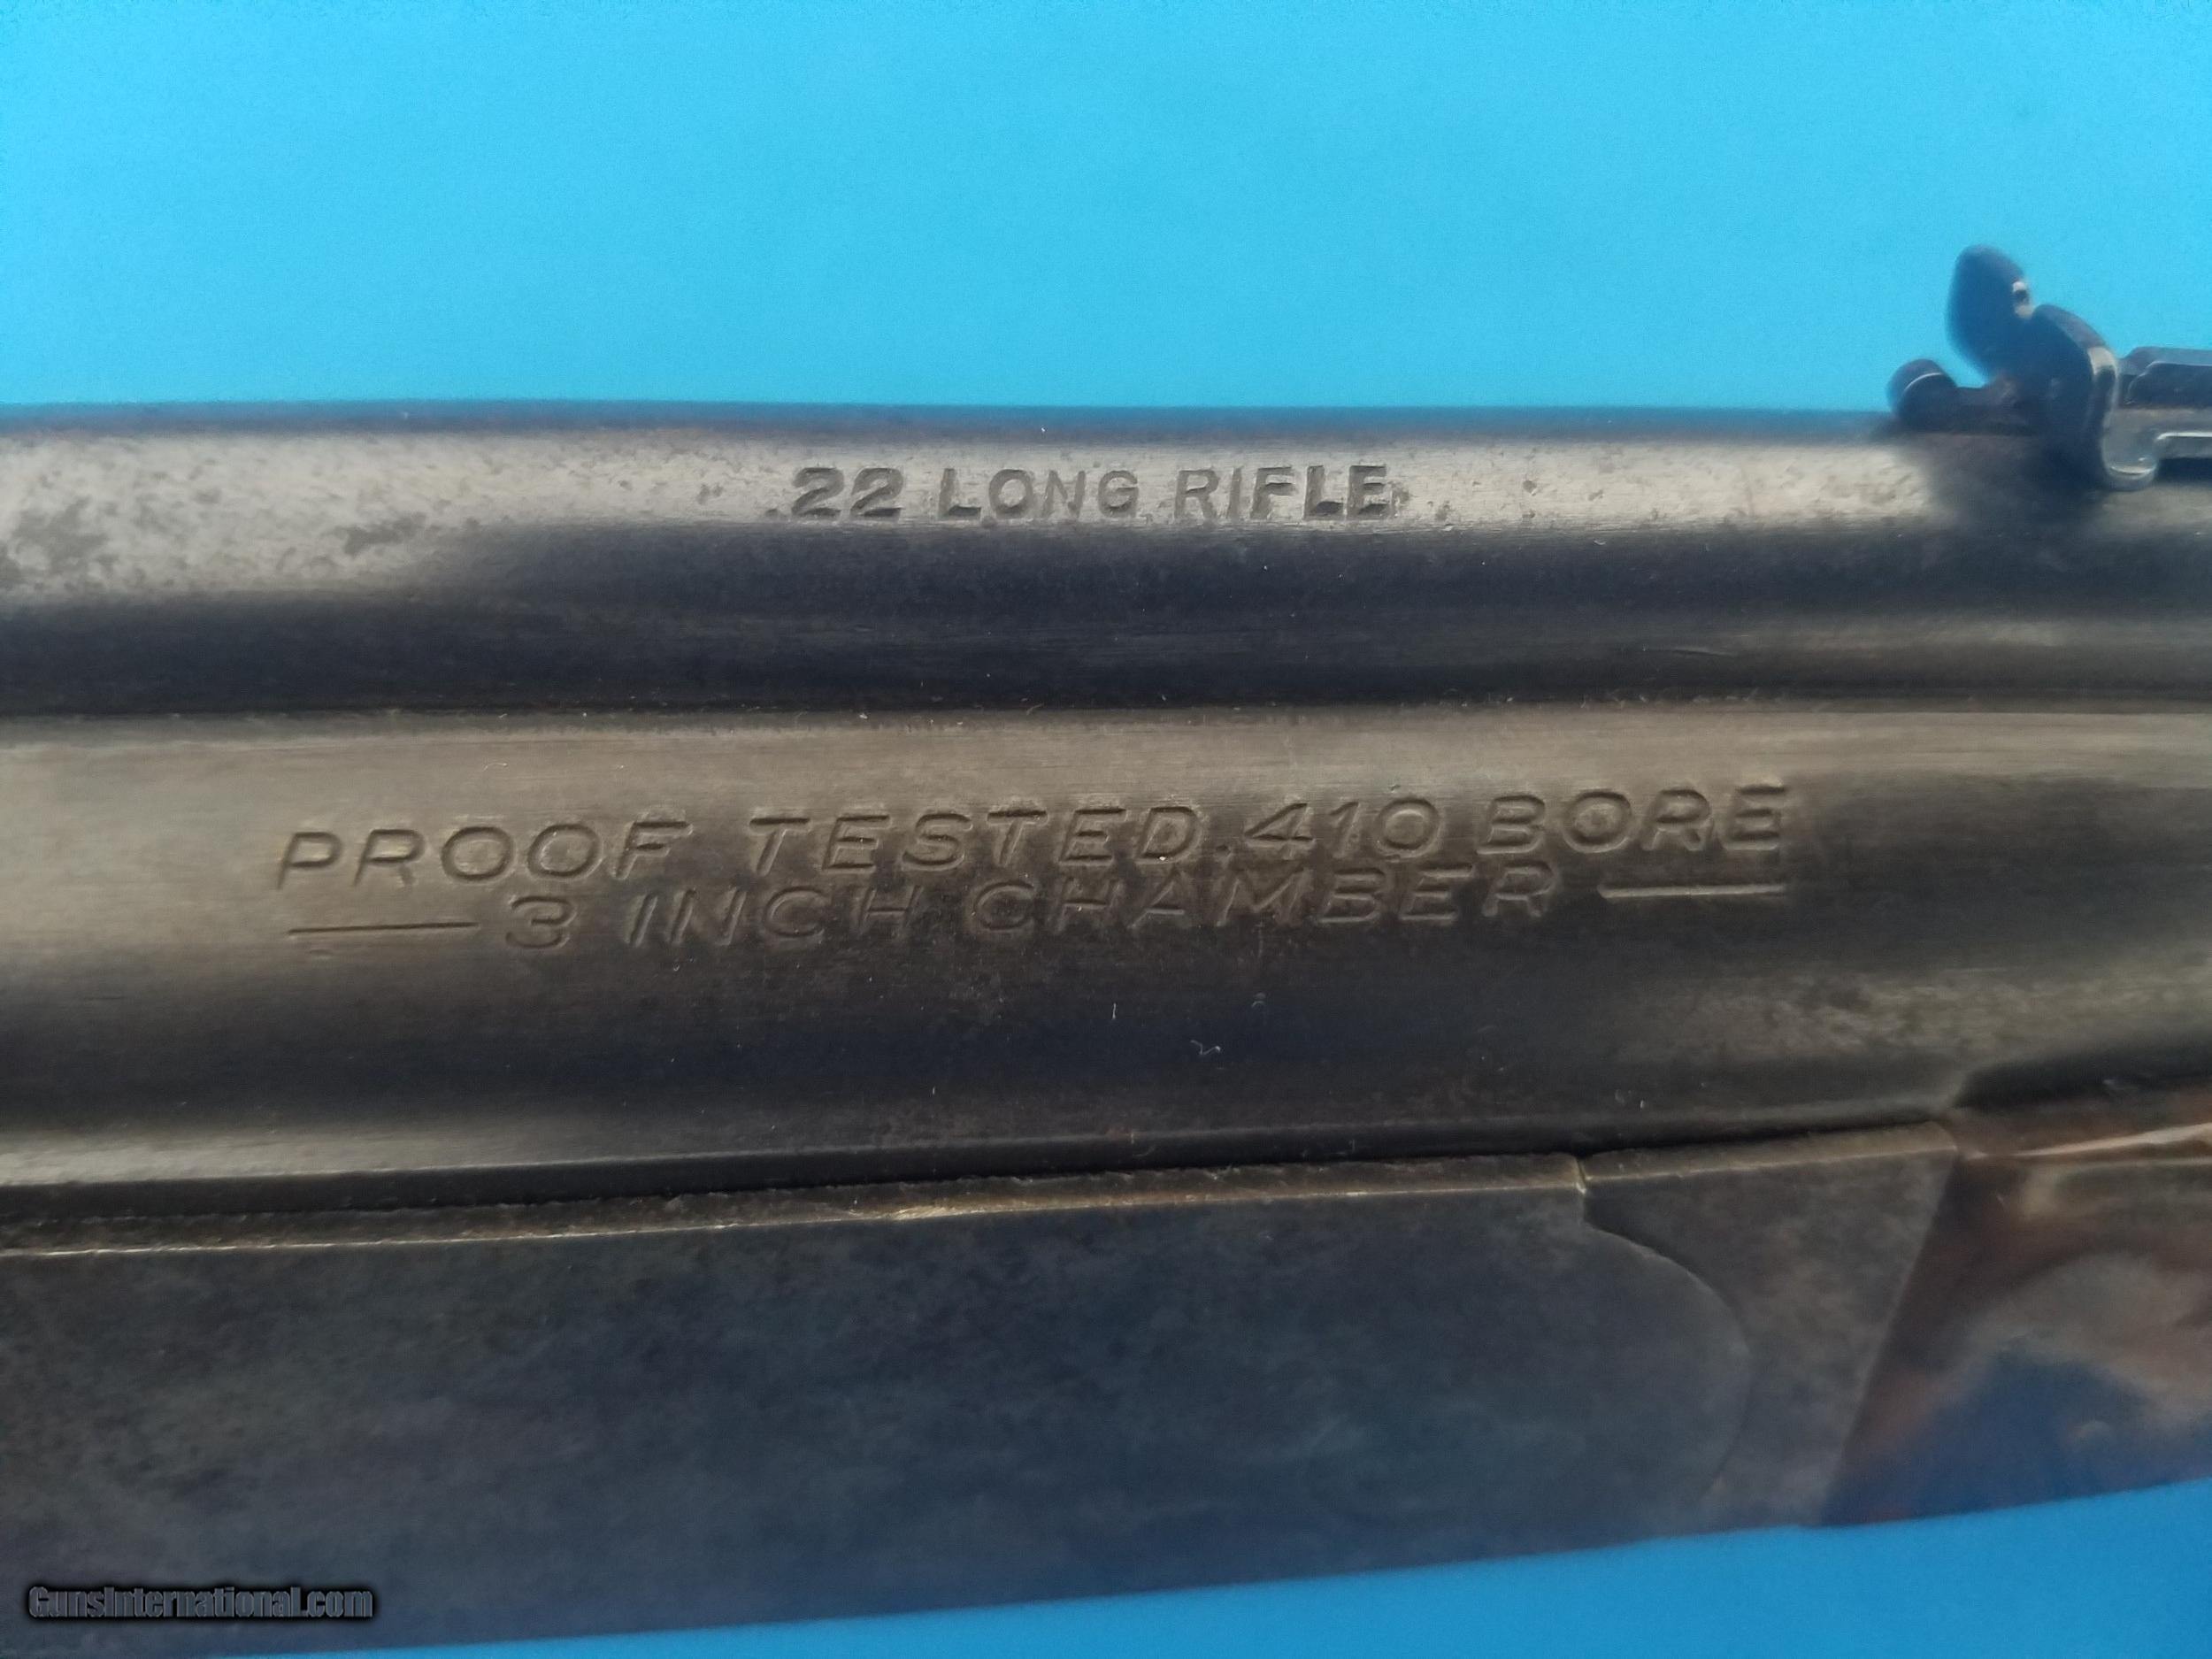 .22 LONG RIFLE
PROOF TESTED .410 BORE
3 INCH CHAMBER
GunsInternational.com